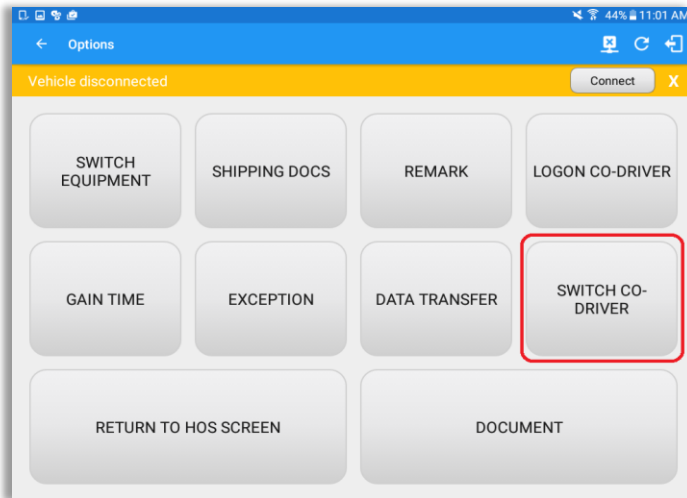 44% 11:01 AM
Options
Vehicle disconnected
Connect X
SWITCH
EQUIPMENT
SHIPPING DOCS
REMARK
LOGON CO-DRIVER
GAIN TIME
EXCEPTION
DATA TRANSFER
SWITCH CO-
DRIVER
RETURN TO HOS SCREEN
DOCUMENT